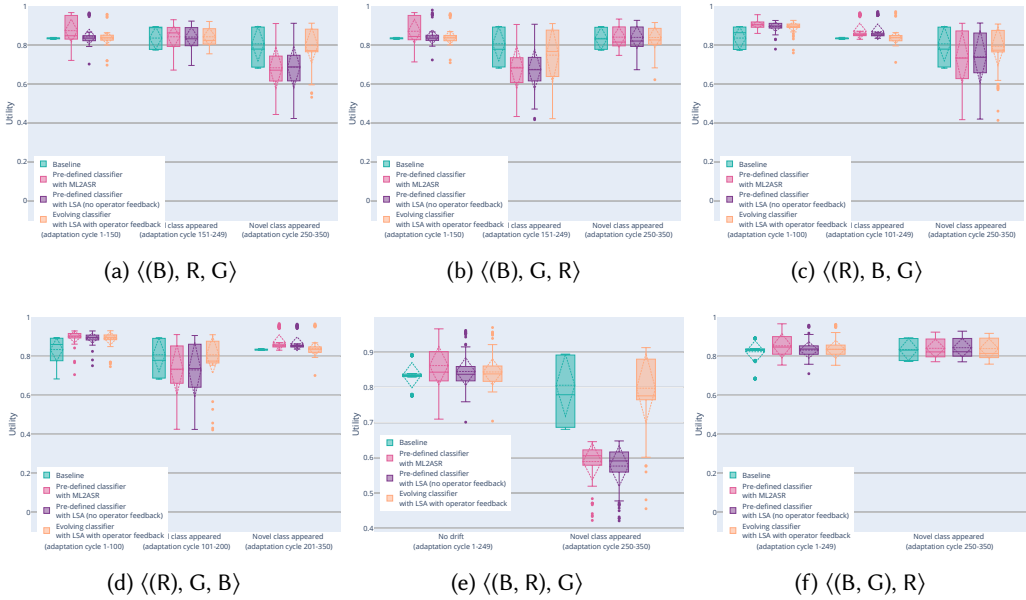 1
0.8
0.6
0.4
0.2
0
Utility
Baseline
Pre-defined classifier
with ML2ASR
Pre-defined classifier
with LSA (no operator feedback)
Evolving classifier
with LSA with operator feedback
class appeared
Novel class appeared
(adaptation cycle 1-150)
(adaptation cycle 151-249)
(adaptation cycle 250-350)
(a) ⟨(B), R, G⟩
1
0.8
0.6
0.4
0.2
0
Utility
Baseline
Pre-defined classifier
with ML2ASR
Pre-defined classifier
with LSA (no operator feedback)
Evolving classifier
with LSA with operator feedback
class appeared
Novel class appeared
(adaptation cycle 1-150)
(adaptation cycle 151-249)
(adaptation cycle 250-350)
(b) ⟨(B), G, R⟩
1
0.8
0.6
0.4
0.2
0
Utility
Baseline
Pre-defined classifier
with ML2ASR
Pre-defined classifier
with LSA (no operator feedback)
Evolving classifier
with LSA with operator feedback
class appeared
Novel class appeared
(adaptation cycle 1-100)
(adaptation cycle 101-249)
(adaptation cycle 250-350)
(c) ⟨(R), B, G⟩
1
0.8
0.6
0.4
0.2
0
Utility
Baseline
Pre-defined classifier
with ML2ASR
Pre-defined classifier
with LSA (no operator feedback)
Evolving classifier
with LSA with operator feedback
class appeared
Novel class appeared
(adaptation cycle 1-100)
(adaptation cycle 101-200)
(adaptation cycle 201-350)
(d) ⟨(R), G, B⟩
0.9
0.8
0.7
0.6
0.5
0.4
Utility
Baseline
Pre-defined classifier
with ML2ASR
Pre-defined classifier
with LSA (no operator feedback)
Evolving classifier
with LSA with operator feedback
No drift
Novel class appeared
(adaptation cycle 1-249)
(adaptation cycle 250-350)
(e) ⟨(B, R), G⟩
1
0.8
0.6
0.4
0.2
0
Utility
Baseline
Pre-defined classifier
with ML2ASR
Pre-defined classifier
with LSA (no operator feedback)
Evolving classifier
with LSA with operator feedback
Novel class appeared
(adaptation cycle 1-249)
(adaptation cycle 250-350)
(f) ⟨(B, G), R⟩